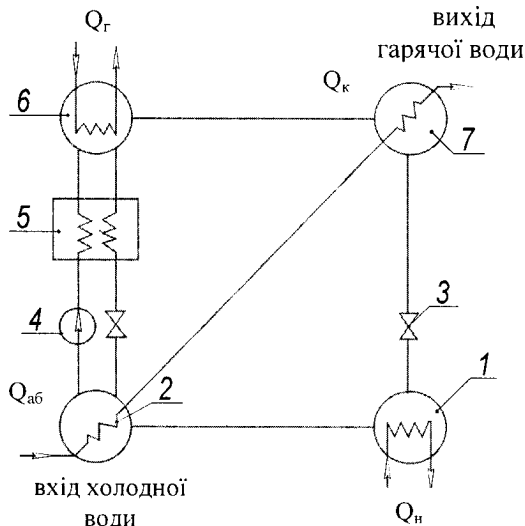 Qг
вихід
гарячої води
Qк
6
7
5
4
3
1
Qаб
2
вхід холодної
води
Qн